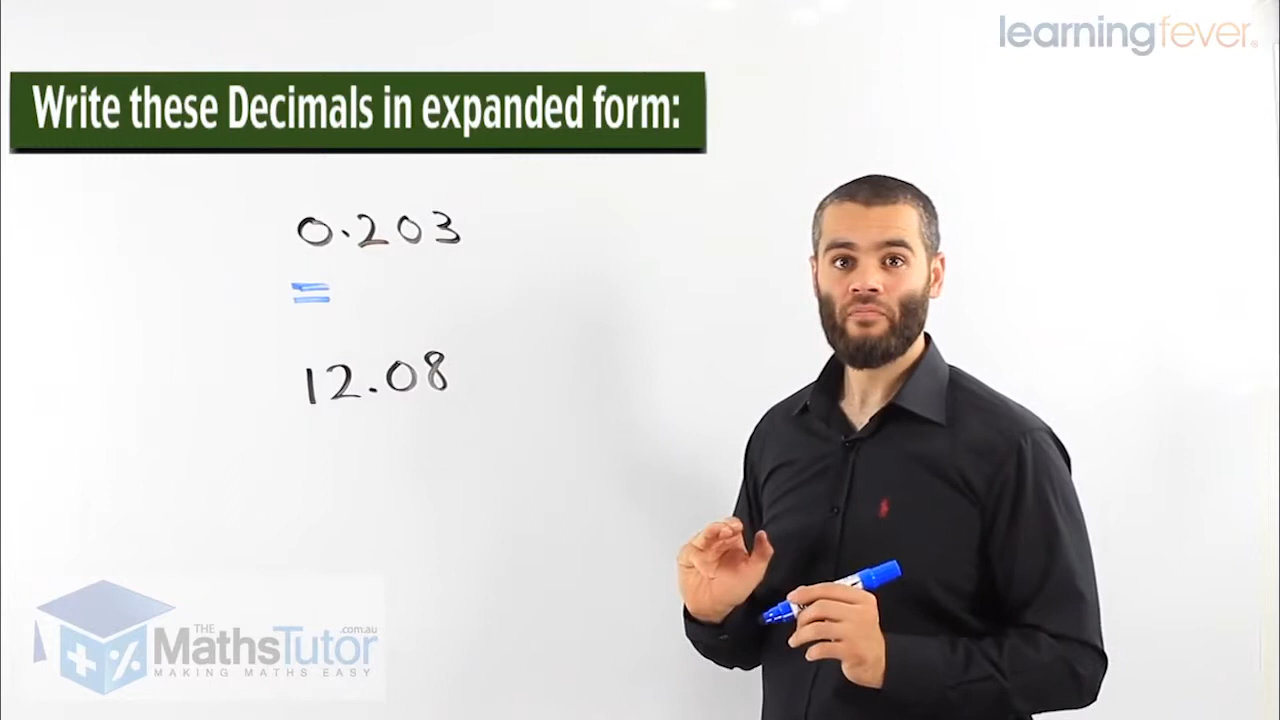 learningfever®
Write these Decimals in expanded form:
0.203
=
12.08
THE
MathsTutor
.com.au
MAKING MATHS EASY